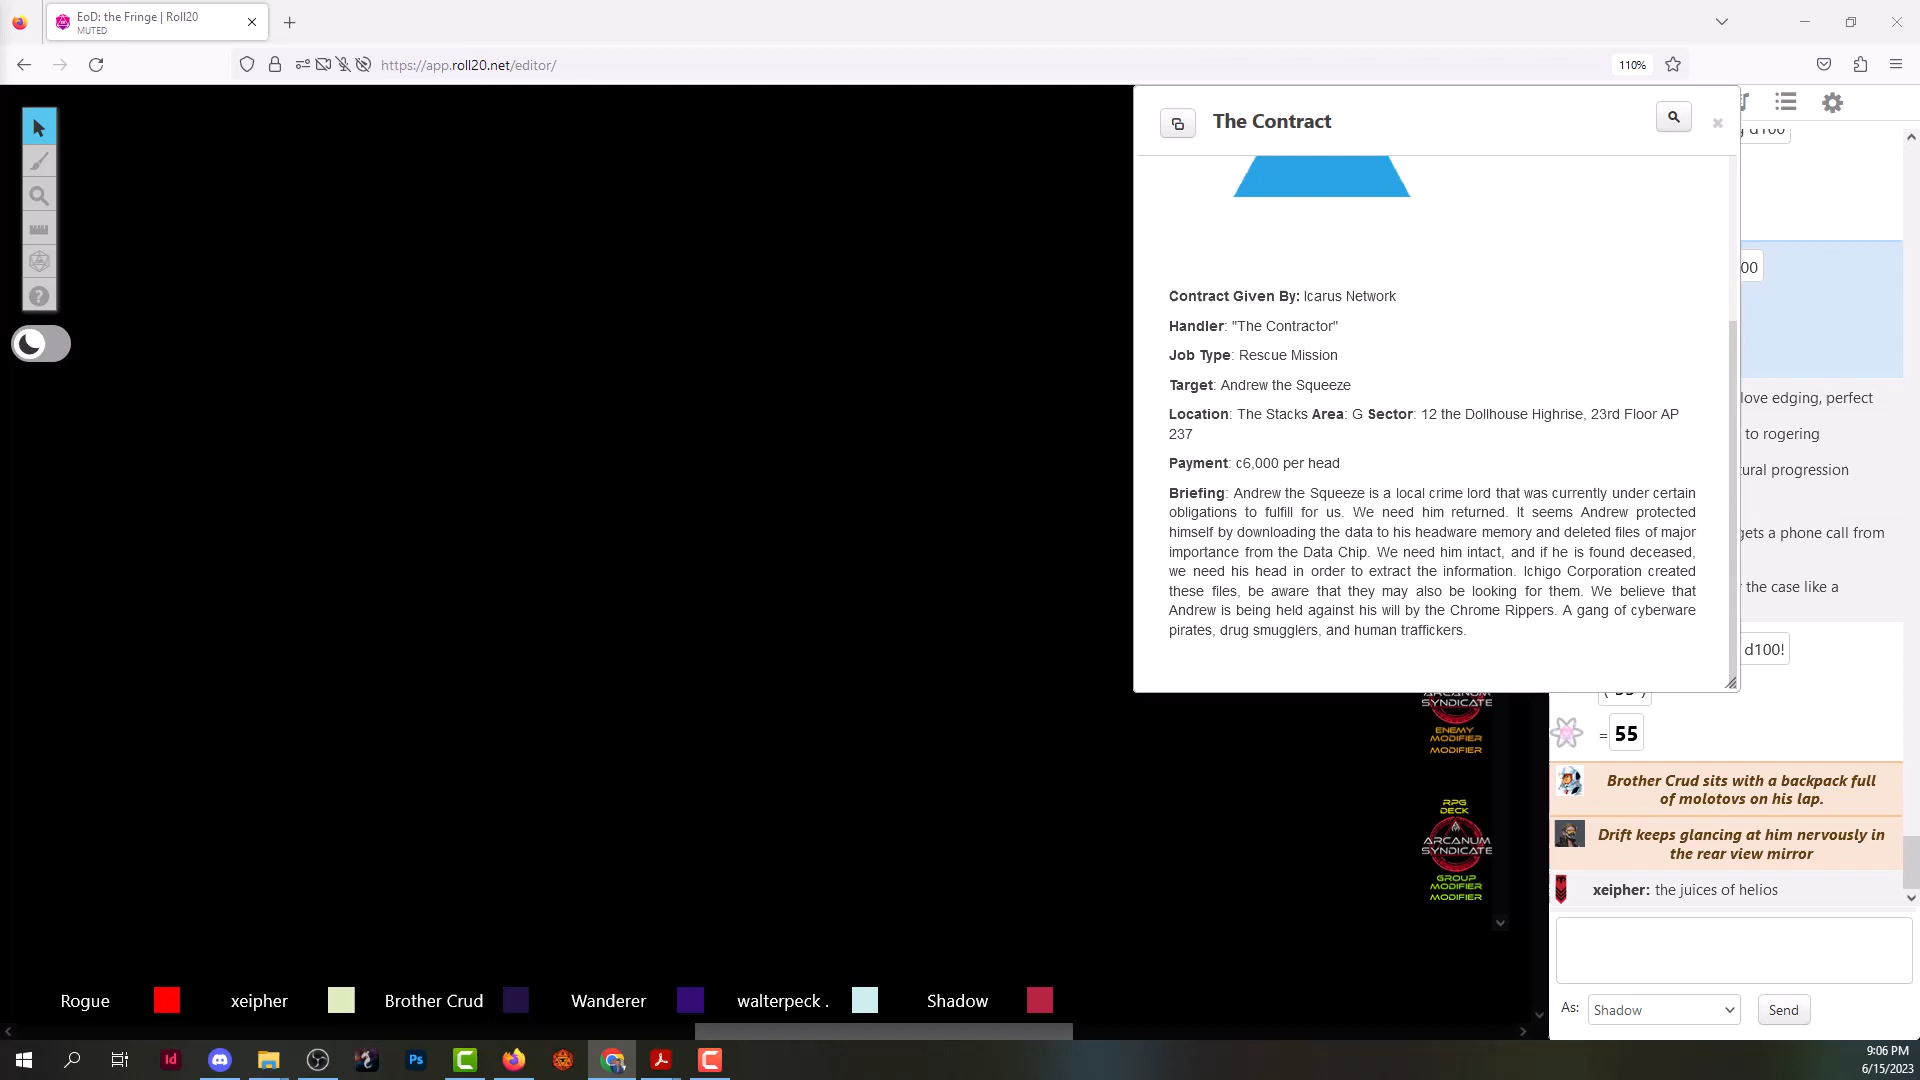 EoD: the Fringe | Roll20
MUTED
https://app.roll20.net/editor/
110%
The Contract
Contract Given By: Icarus Network
Handler: "The Contractor"
Job Type: Rescue Mission
Target: Andrew the Squeeze
Location: The Stacks Area: G Sector: 12 the Dollhouse Highrise, 23rd Floor AP
237
Payment: c6,000 per head
Briefing: Andrew the Squeeze is a local crime lord that was currently under certain
obligations to fulfill for us. We need him returned. It seems Andrew protected
himself by downloading the data to his headware memory and deleted files of major
importance from the Data Chip. We need him intact, and if he is found deceased,
we need his head in order to extract the information. Ichigo Corporation created
these files, be aware that they may also be looking for them. We believe that
Andrew is being held against his will by the Chrome Rippers. A gang of cyberware
pirates, drug smugglers, and human traffickers.
d100
00
love edging, perfect
to rogering
tural progression
gets a phone call from
the case like a
d100!
= 55
Brother Crud sits with a backpack full
of molotovs on his lap.
Drift keeps glancing at him nervously in
the rear view mirror
xeipher: the juices of helios
ARCANUM
SYNDICATE
ENEMY
MODIFIER
MODIFIER
RPG
DECK
ARCANUM
SYNDICATE
GROUP
MODIFIER
MODIFIER
Rogue
xeipher
Brother Crud
Wanderer
walterpeck .
Shadow
As:
Shadow
Send
Id
Ps
9:06 PM
6/15/2023